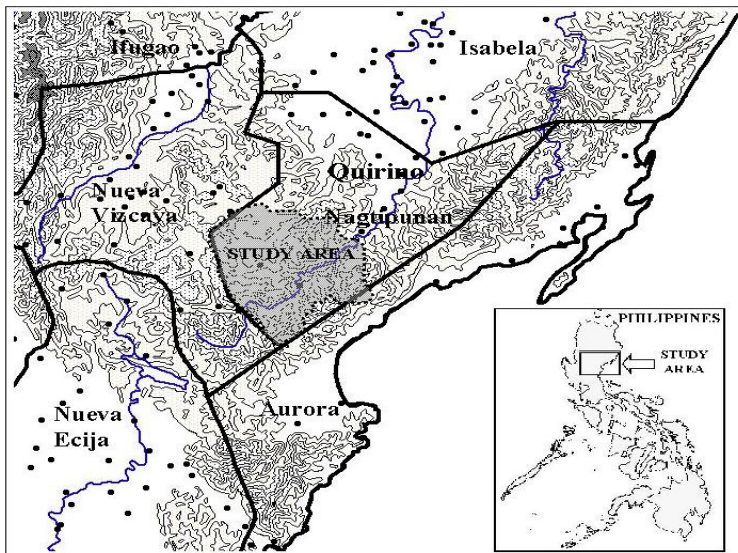 Ifugao
Isabela
Quirino
Nueva
Vizcaya
Nagtipunan
STUDY AREA
Nueva
Ecija
Aurora
PHILIPPINES
STUDY
AREA